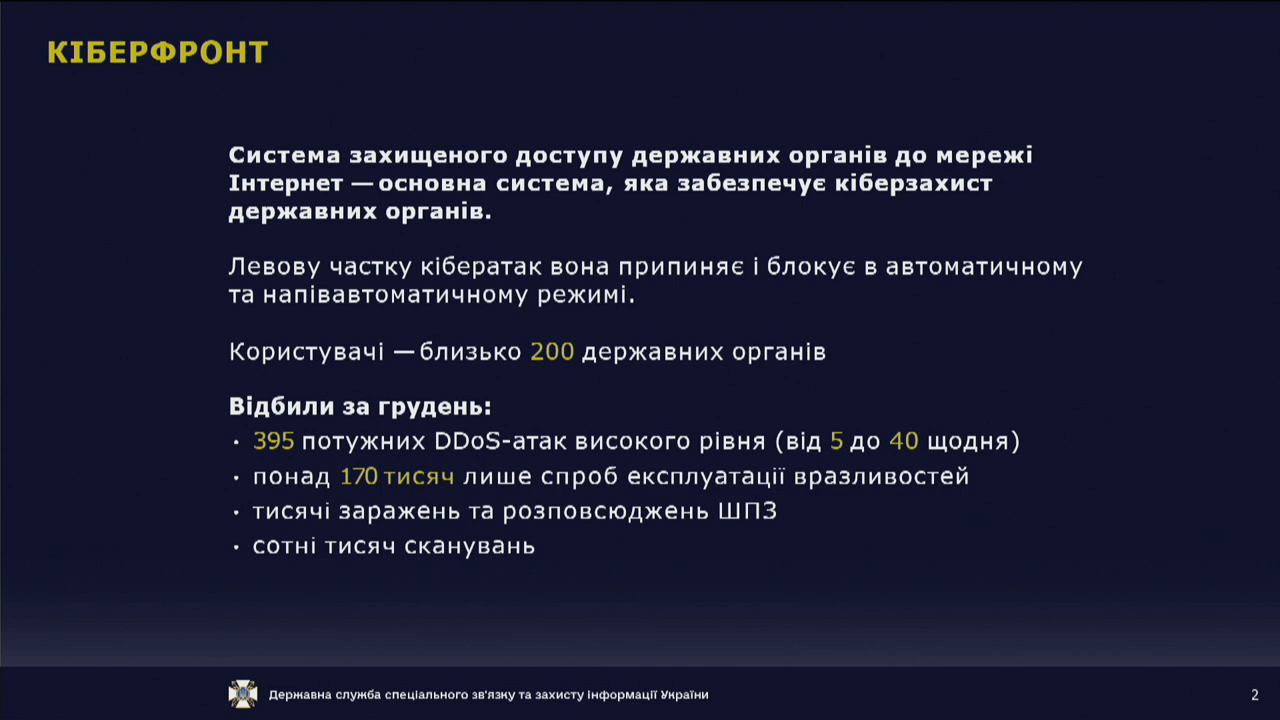 КІБЕРФРОНТ
Система захищеного доступу державних органів до мережі
Інтернет — основна система, яка забезпечує кіберзахист
державних органів.
Левову частку кібератак вона припиняє і блокує в автоматичному
та напівавтоматичному режимі.
Користувачі — близько 200 державних органів
Відбили за грудень:
• 395 потужних DDoS-атак високого рівня (від 5 до 40 щодня)
• понад 170 тисяч лише спроб експлуатації вразливостей
• тисячі заражень та розповсюджень ШПЗ
• сотні тисяч сканувань
Державна служба спеціального зв'язку та захисту інформації України
2